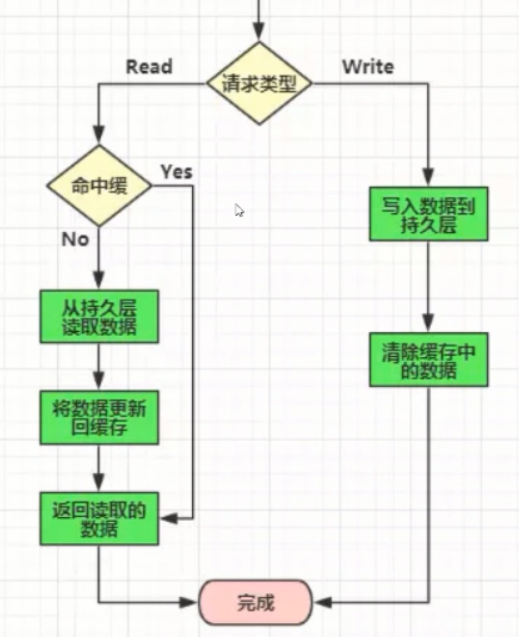 Read
Write
请求类型
命中缓
Yes
No
写入数据到
持久层
从持久层
读取数据
清除缓存中
的数据
将数据更新
回缓存
返回读取的
数据
完成